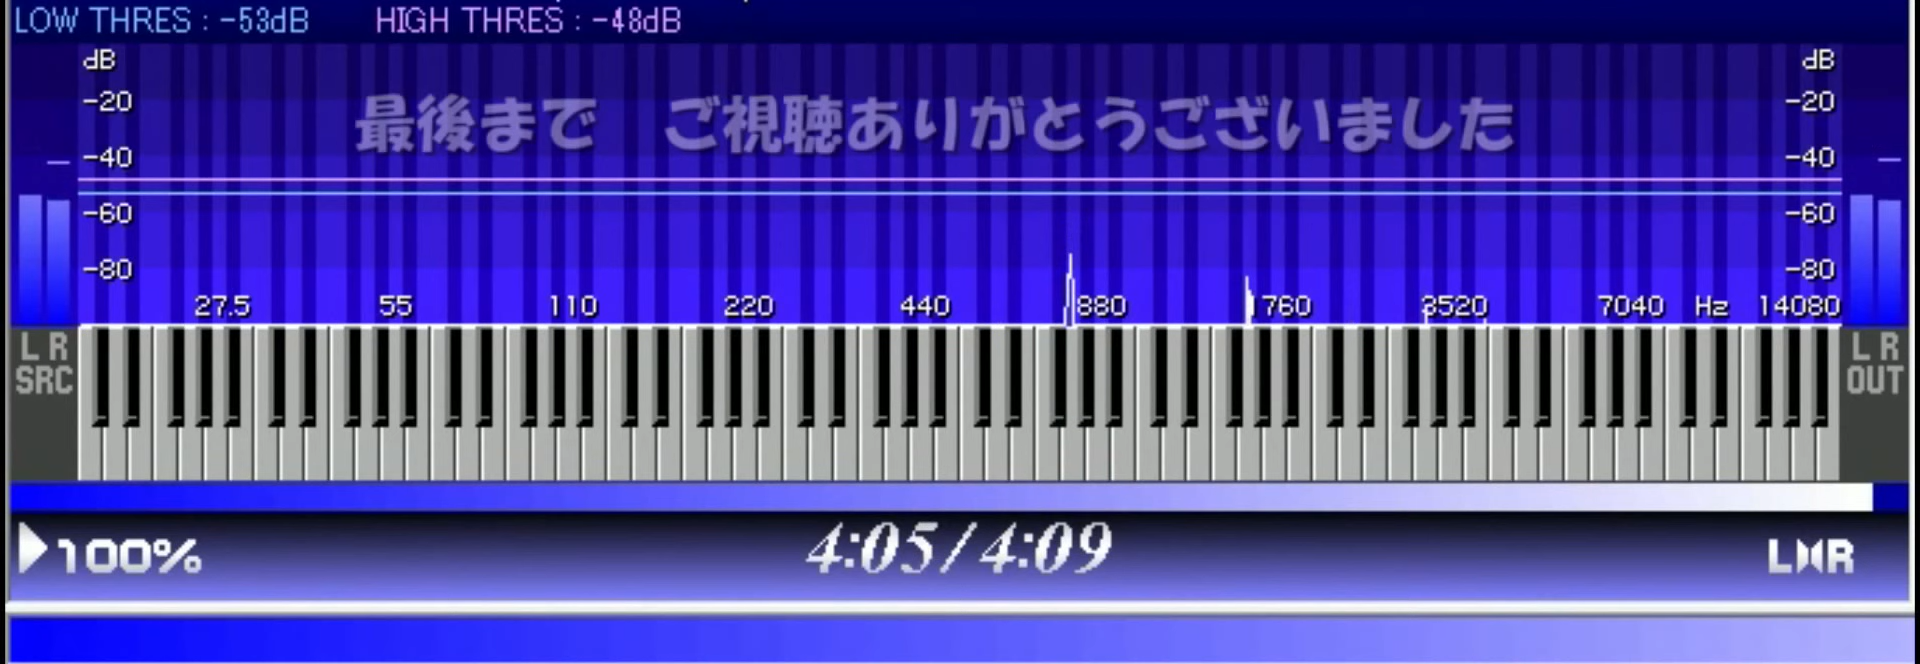 LOW THRES : -53dB HIGH THRES : -48dB
dB dB
-20 最後まで ご視聴ありがとうございました -20
-40 -40
-60 -60
-80 -80
27.5 55 110 220 440 880 1760 3520 7040 Hz 14080
L R L R
SRC OUT
100% 4:05/4:09 L R